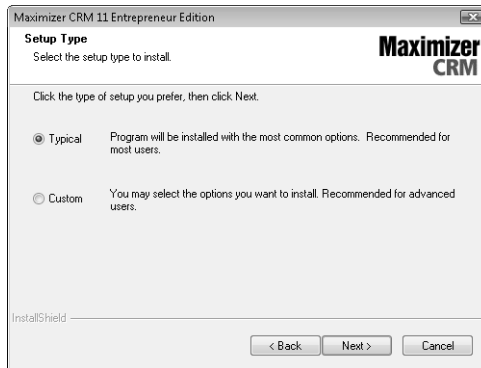 Maximizer CRM 11 Entrepreneur Edition
Setup Type
Select the setup type to install.
Maximizer
CRM
Click the type of setup you prefer, then click Next.
Typical
Program will be installed with the most common options. Recommended for
most users.
Custom
You may select the options you want to install. Recommended for advanced
users.
InstallShield
< Back
Next >
Cancel